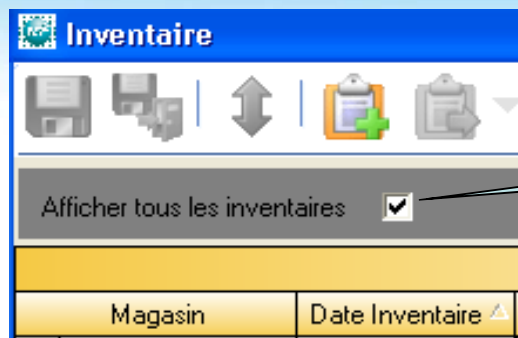 Inventaire
Afficher tous les inventaires
Magasin Date Inventaire